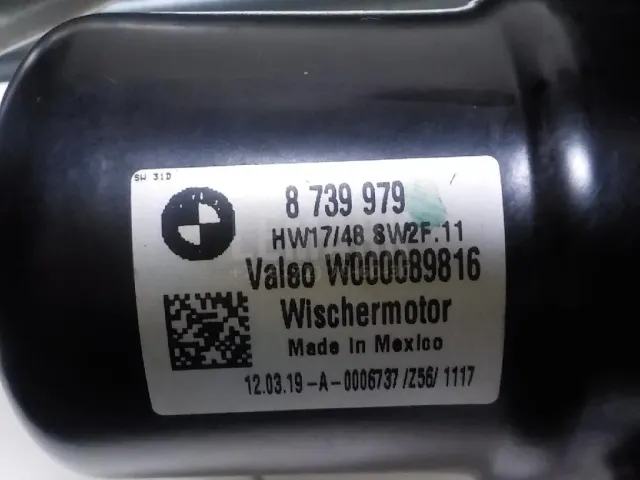 SW 31D
8 739 979
HW17/48 SW2F.11
Valeo W000089816
Wischermotor
Made in Mexico
12.03.19-A-0006737 /Z56/ 1117